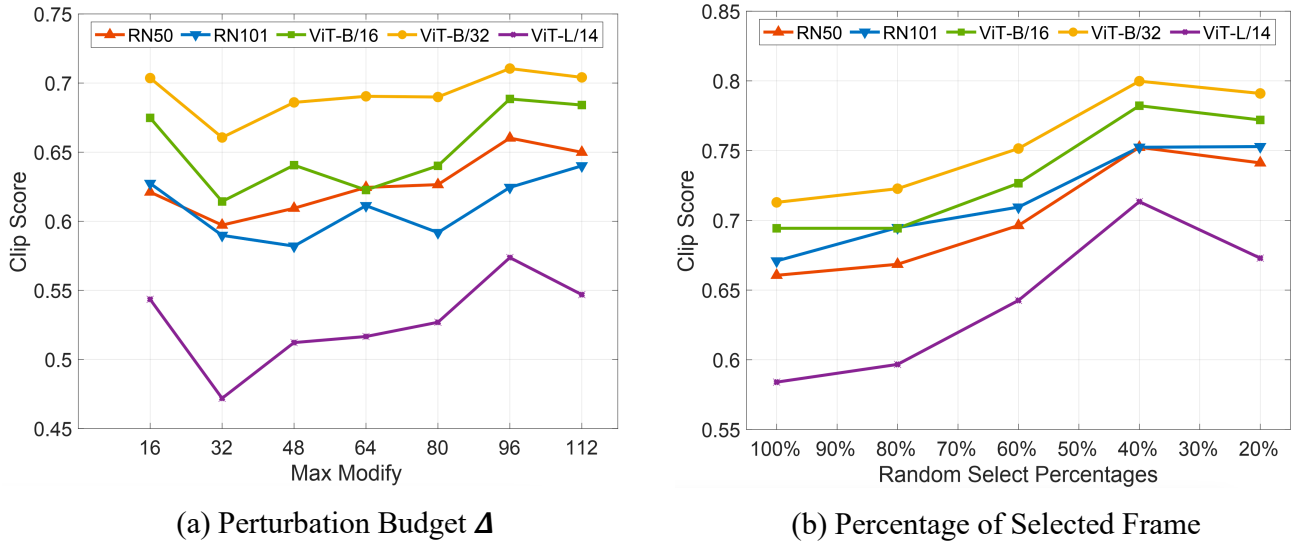 0.75
RN50 RN101 ViT-B/16 ViT-B/32 ViT-L/14
0.7
0.65
0.6
0.55
0.5
0.45
Clip Score
16 32 48 64 80 96 112
Max Modify
(a) Perturbation Budget Δ
0.85
RN50 RN101 ViT-B/16 ViT-B/32 ViT-L/14
0.8
0.75
0.7
0.65
0.6
0.55
Clip Score
100% 90% 80% 70% 60% 50% 40% 30% 20%
Random Select Percentages
(b) Percentage of Selected Frame